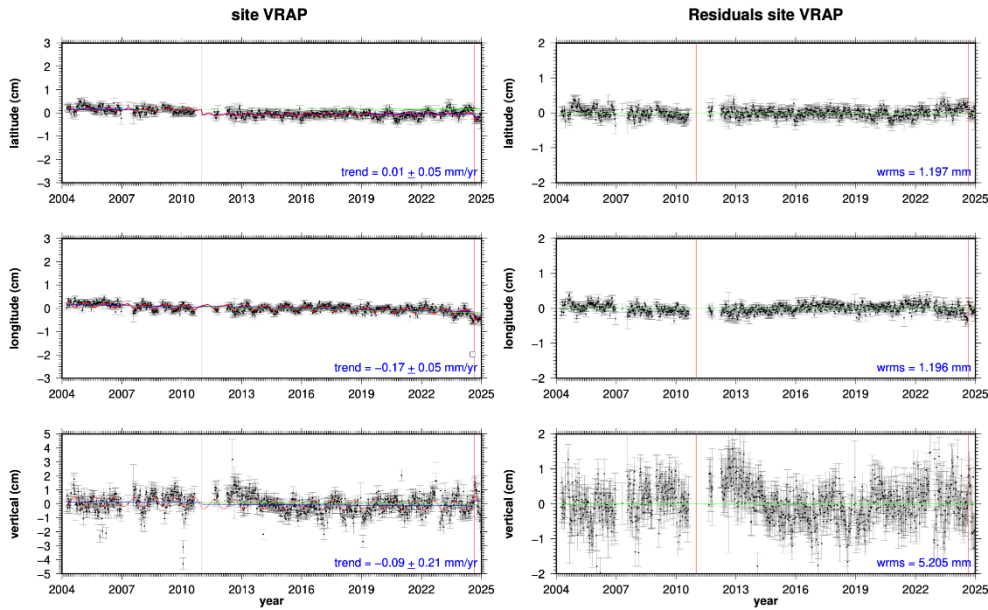 site VRAP
Residuals site VRAP
3
2
1
0
−1
−2
−3
latitude (cm)
trend = 0.01 ± 0.05 mm/yr
2004 2007 2010 2013 2016 2019 2022 2025
2
1
0
−1
−2
latitude (cm)
wrms = 1.197 mm
2004 2007 2010 2013 2016 2019 2022 2025
3
2
1
0
−1
−2
−3
longitude (cm)
trend = −0.17 ± 0.05 mm/yr
2004 2007 2010 2013 2016 2019 2022 2025
2
1
0
−1
−2
longitude (cm)
wrms = 1.196 mm
2004 2007 2010 2013 2016 2019 2022 2025
5
4
3
2
1
0
−1
−2
−3
−4
−5
vertical (cm)
trend = −0.09 ± 0.21 mm/yr
2004 2007 2010 2013 2016 2019 2022 2025
year
2
1
0
−1
−2
vertical (cm)
wrms = 5.205 mm
2004 2007 2010 2013 2016 2019 2022 2025
year